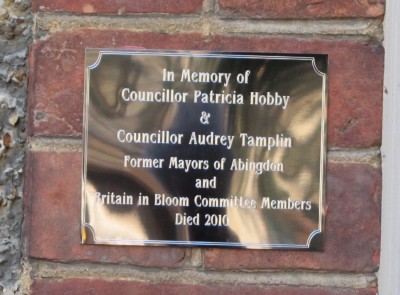 In Memory of
Councillor Patricia Hobby
&
Councillor Audrey Tamplin
Former Mayors of Abingdon
and
Britain in Bloom Committee Members
Died 2010